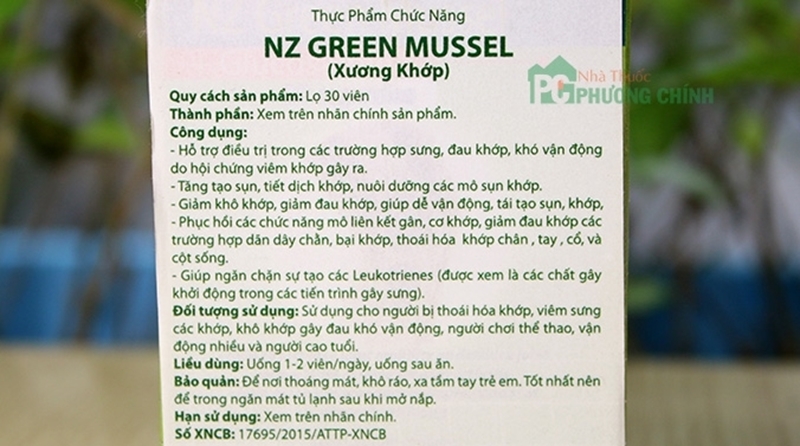 Thực Phẩm Chức Năng
NZ GREEN MUSSEL
(Xương Khớp)
Nhà Thuốc
PC PHƯƠNG CHÍNH
Quy cách sản phẩm: Lọ 30 viên
Thành phần: Xem trên nhãn chính sản phẩm.
Công dụng:
- Hỗ trợ điều trị trong các trường hợp sưng, đau khớp, khó vận động
do hội chứng viêm khớp gây ra.
- Tăng tạo sụn, tiết dịch khớp, nuôi dưỡng các mô sụn khớp.
- Giảm khô khớp, giảm đau khớp, giúp dễ vận động, tái tạo sụn, khớp,
- Phục hồi các chức năng mô liên kết gân, cơ khớp, giảm đau khớp các
trường hợp dãn dây chằn, bại khớp, thoái hóa khớp chân , tay , cổ, và
cột sống.
- Giúp ngăn chặn sự tạo các Leukotrienes (được xem là các chất gây
khởi động trong các tiến trình gây sưng).
Đối tượng sử dụng: Sử dụng cho người bị thoái hóa khớp, viêm sưng
các khớp, khô khớp gây đau khó vận động, người chơi thể thao, vận
động nhiều và người cao tuổi.
Liều dùng: Uống 1-2 viên/ngày, uống sau ăn.
Bảo quản: Để nơi thoáng mát, khô ráo, xa tầm tay trẻ em. Tốt nhất nên
để trong ngăn mát tủ lạnh sau khi mở nắp.
Hạn sử dụng: Xem trên nhãn chính.
Số XNCB: 17695/2015/ATTP-XNCB